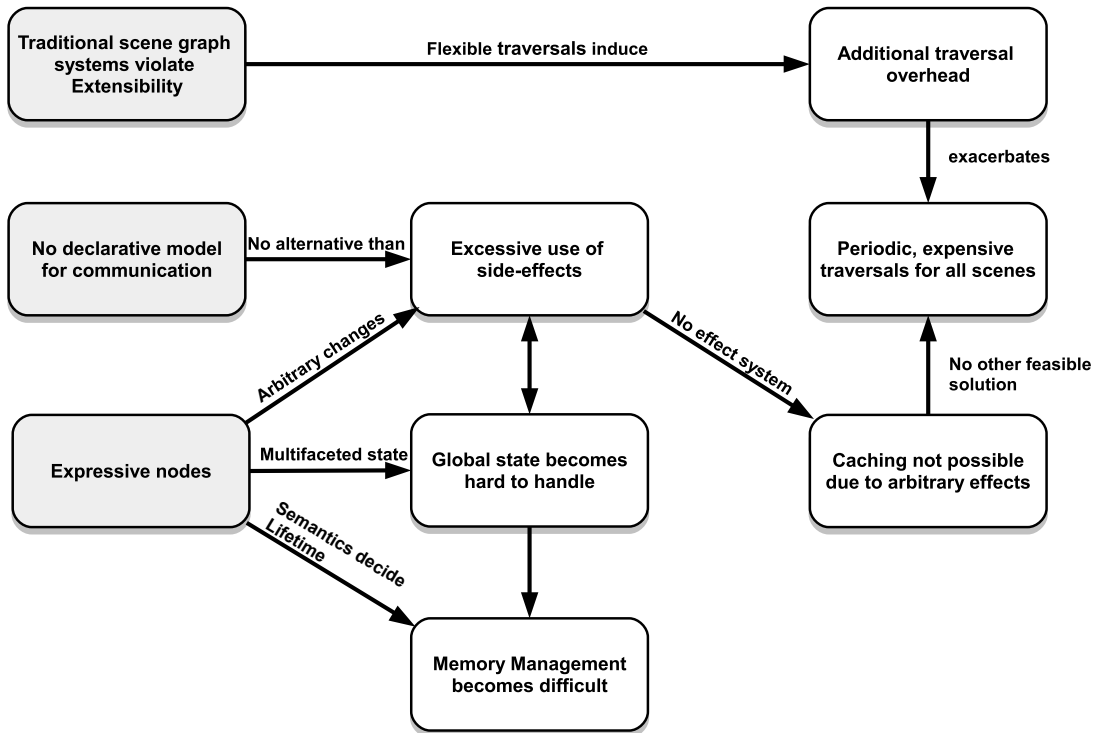 Traditional scene graph
systems violate
Extensibility
Flexible traversals induce
Additional traversal
overhead
exacerbates
No declarative model
for communication
No alternative than
Excessive use of
side-effects
Periodic, expensive
traversals for all scenes
Arbitrary changes
No effect system
No other feasible
solution
Expressive nodes
Multifaceted state
Global state becomes
hard to handle
Caching not possible
due to arbitrary effects
Semantics decide
Lifetime
Memory Management
becomes difficult